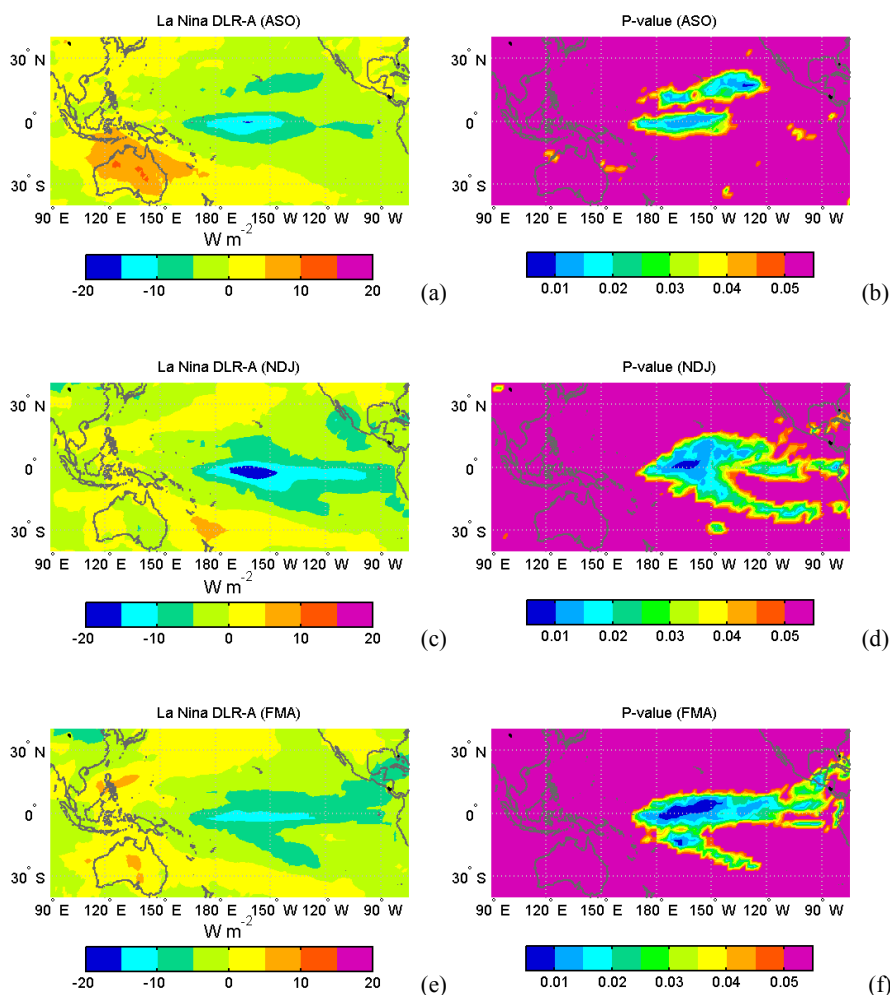 La Nina DLR-A (ASO)
30° N
0°
30° S
90° E 120° E 150° E 180° E 150° W 120° W 90° W
W m-2
-20 -10 0 10 20
(a)
P-value (ASO)
30° N
0°
30° S
90° E 120° E 150° E 180° E 150° W 120° W 90° W
0.01 0.02 0.03 0.04 0.05
(b)
La Nina DLR-A (NDJ)
30° N
0°
30° S
90° E 120° E 150° E 180° E 150° W 120° W 90° W
W m-2
-20 -10 0 10 20
(c)
P-value (NDJ)
30° N
0°
30° S
90° E 120° E 150° E 180° E 150° W 120° W 90° W
0.01 0.02 0.03 0.04 0.05
(d)
La Nina DLR-A (FMA)
30° N
0°
30° S
90° E 120° E 150° E 180° E 150° W 120° W 90° W
W m-2
-20 -10 0 10 20
(e)
P-value (FMA)
30° N
0°
30° S
90° E 120° E 150° E 180° E 150° W 120° W 90° W
0.01 0.02 0.03 0.04 0.05
(f)